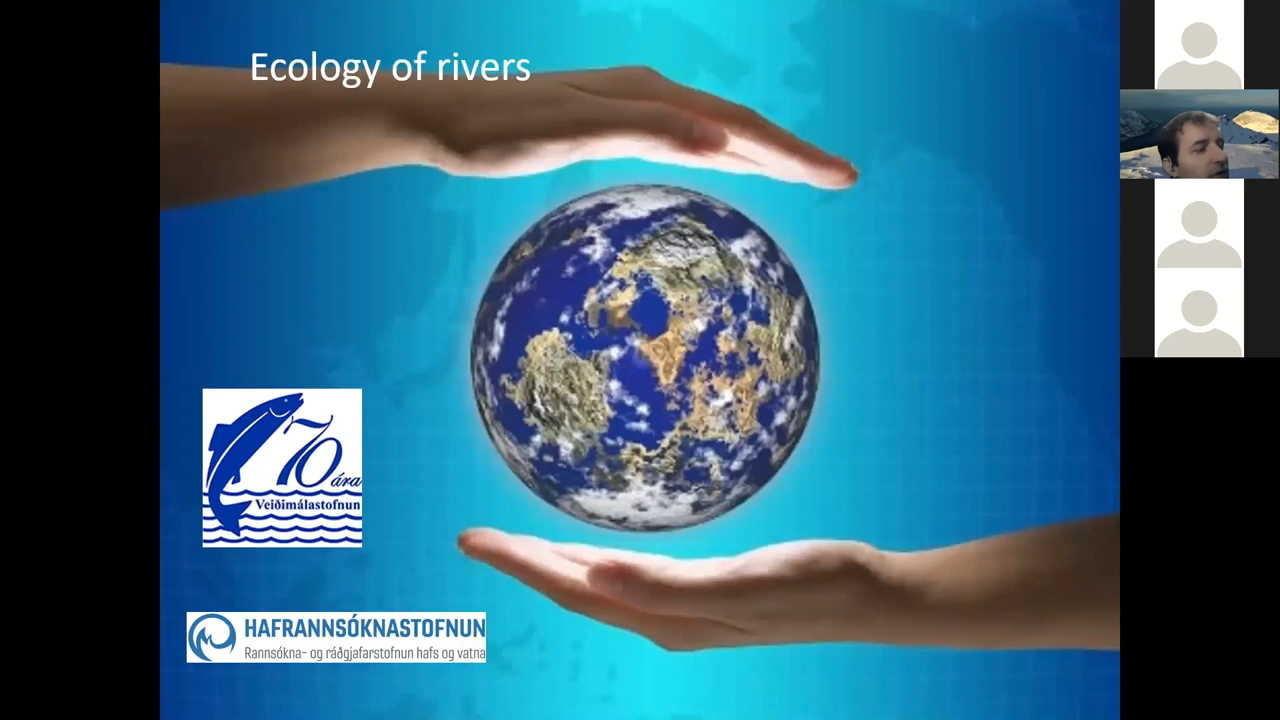 Ecology of rivers
70 ára
Veiðimálastofnun
HAFRANNSÓKNASTOFNUN
Rannsókna- og ráðgjafarstofnun hafs og vatna